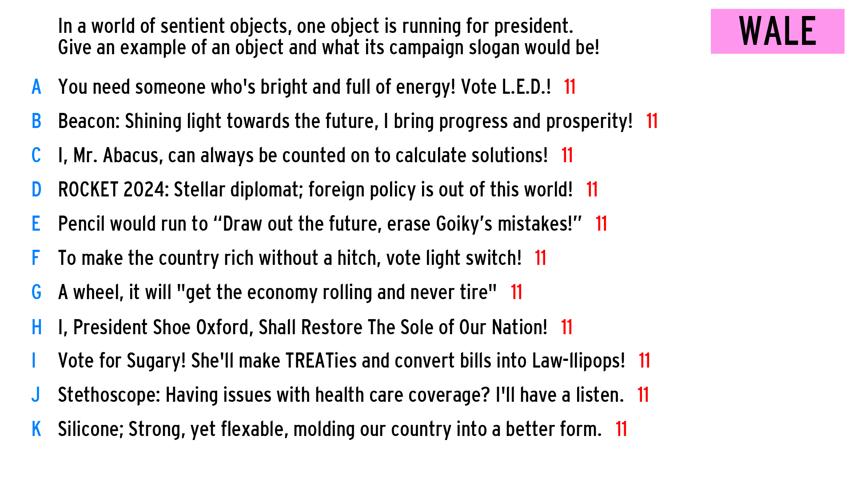 In a world of sentient objects, one object is running for president.
Give an example of an object and what its campaign slogan would be!
WALE
A You need someone who's bright and full of energy! Vote L.E.D.! 11
B Beacon: Shining light towards the future, I bring progress and prosperity! 11
C I, Mr. Abacus, can always be counted on to calculate solutions! 11
D ROCKET 2024: Stellar diplomat; foreign policy is out of this world! 11
E Pencil would run to “Draw out the future, erase Goiky’s mistakes!” 11
F To make the country rich without a hitch, vote light switch! 11
G A wheel, it will "get the economy rolling and never tire" 11
H I, President Shoe Oxford, Shall Restore The Sole of Our Nation! 11
I Vote for Sugary! She'll make TREATies and convert bills into Law-llipops! 11
J Stethoscope: Having issues with health care coverage? I'll have a listen. 11
K Silicone; Strong, yet flexable, molding our country into a better form. 11